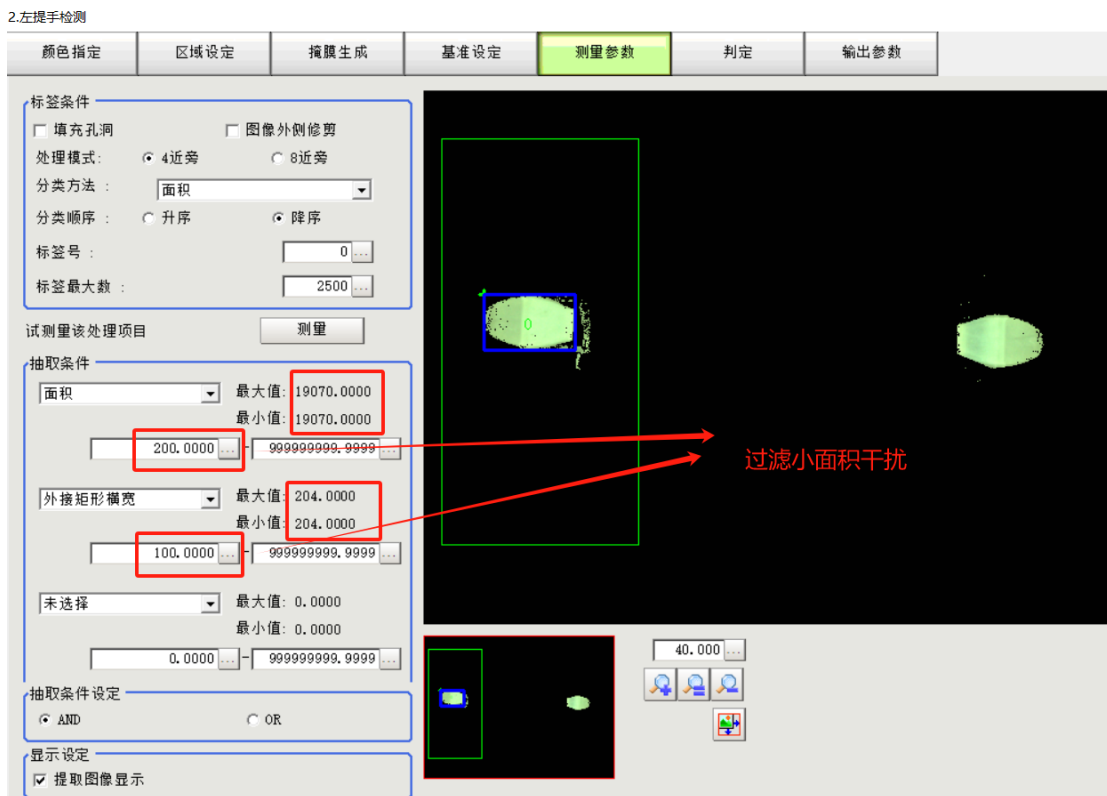 2.左提手检测
颜色指定 区域设定 掩膜生成 基准设定 测量参数 判定 输出参数
标签条件
填充孔洞 图像外侧修剪
处理模式: 4近旁 8近旁
分类方法 : 面积
分类顺序 : 升序 降序
标签号 : 0 ...
标签最大数 : 2500 ...
试测量该处理项目 测量
抽取条件
面积 最大值: 19070.0000
最小值: 19070.0000
200.0000 ... - 999999999.9999 ...
过滤小面积干扰
外接矩形横宽 最大值: 204.0000
最小值: 204.0000
100.0000 ... - 999999999.9999 ...
未选择 最大值: 0.0000
最小值: 0.0000
0.0000 ... - 999999999.9999 ...
抽取条件设定
AND OR
显示设定
提取图像显示
0
40.000 ...